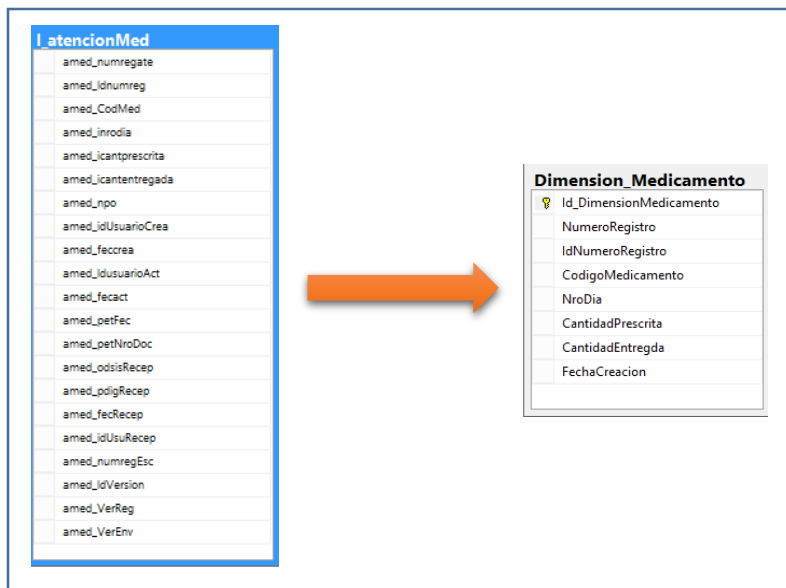 I_atencionMed
amed_numregate
amed_Idnumreg
amed_CodMed
amed_inrodia
amed_icantprescrita
amed_icantentregada
amed_npo
amed_idUsuarioCrea
amed_feccrea
amed_IdusuarioAct
amed_fecact
amed_petFec
amed_petNroDoc
amed_odsisRecep
amed_pdigRecep
amed_fecRecep
amed_idUsuRecep
amed_numregEsc
amed_IdVersion
amed_VerReg
amed_VerEnv
Dimension_Medicamento
Id_DimensionMedicamento
NumeroRegistro
IdNumeroRegistro
CodigoMedicamento
NroDia
CantidadPrescrita
CantidadEntregda
FechaCreacion